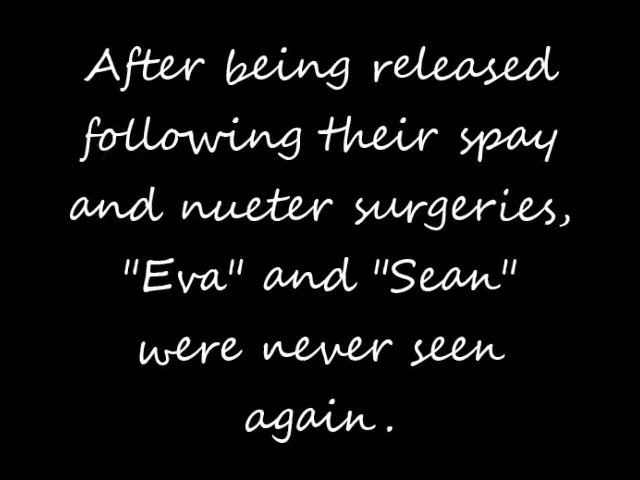 After being released
following their spay
and nueter surgeries,
"Eva" and "Sean"
were never seen
again.